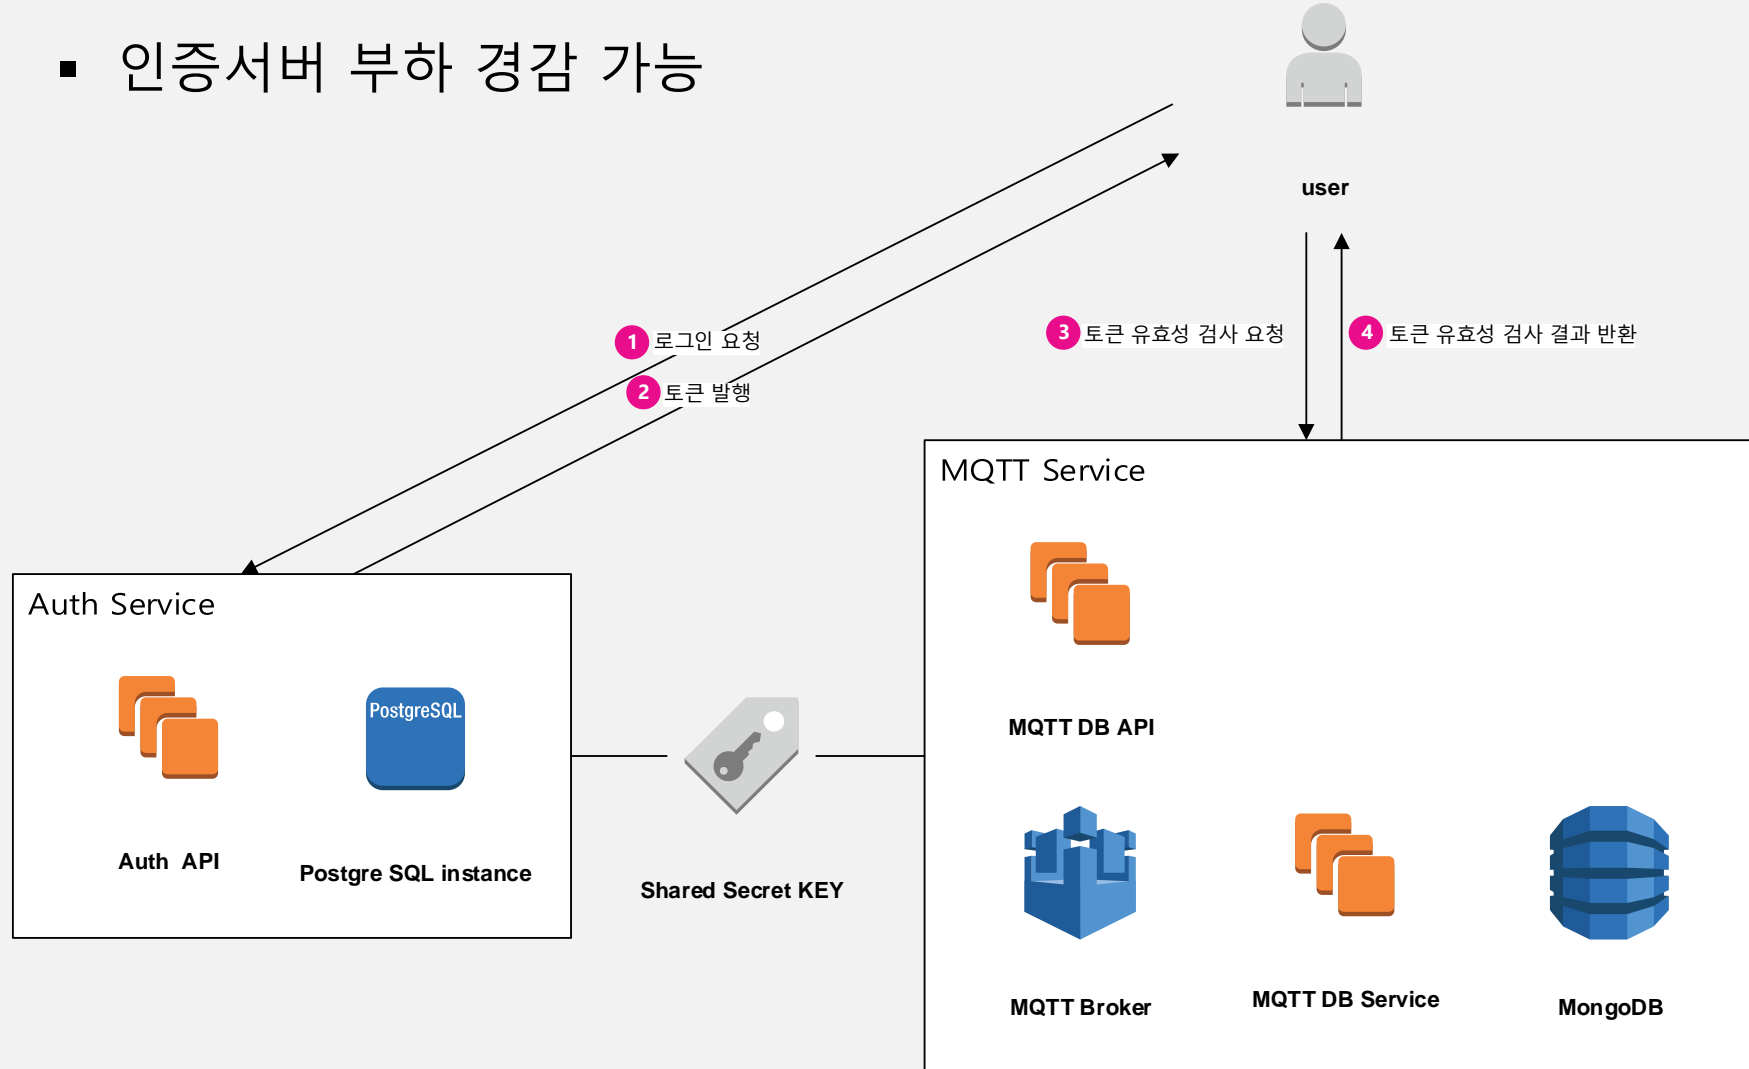 ▪ 인증서버 부하 경감 가능
user
1 로그인 요청
2 토큰 발행
3 토큰 유효성 검사 요청
4 토큰 유효성 검사 결과 반환
MQTT Service
Auth Service
PostgreSQL
MQTT DB API
Auth API
Postgre SQL instance
Shared Secret KEY
MQTT Broker
MQTT DB Service
MongoDB